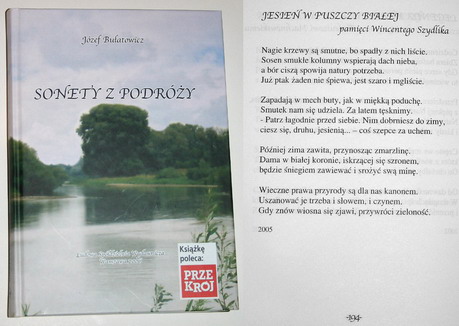 Józef Bułatowicz
SONETY Z PODRÓŻY
Książkę
poleca:
PRZE
KRÓJ
JESIEŃ W PUSZCZY BIAŁEJ
pamięci Wincentego Szydlika
Nagie krzewy są smutne, bo spadły z nich liście.
Sosen smukłe kolumny wspierają dach nieba,
a bór ciszą spowija natury potrzeba.
Już ptak żaden nie śpiewa, jest szaro i mgliście.
Zapadają w mech buty, jak w miękką poduchę.
Smutek nam się udziela. Za latem tęsknimy.
- Patrz łagodnie przed siebie. Nim dobrniesz do zimy,
ciesz się, druhu, jesienią... – coś szepce za uchem.
Później zima zawita, przynosząc zmarzlinę.
Dama w białej koronie, iskrzącej się szronem,
będzie śniegiem zawiewać i srożyć swą minę.
Wieczne prawa przyrody są dla nas kanonem.
Uszanować je trzeba i słowem, i czynem.
Gdy znów wiosna się zjawi, przywróci zieloność.
2005
-194-